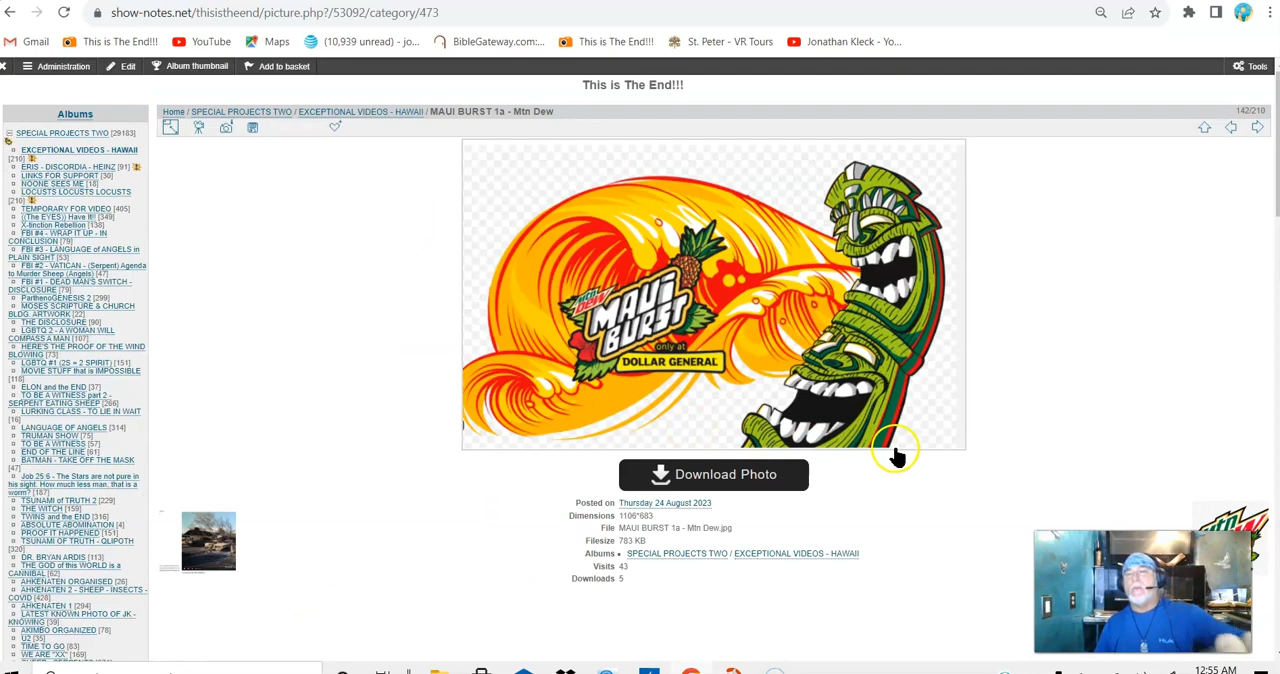 show-notes.net/thisistheend/picture.php?/53092/category/473
Gmail This is The End!!! YouTube Maps (10,939 unread) - jo... BibleGateway.com:... This is The End!!! St. Peter - VR Tours Jonathan Kleck - Yo...
Administration Edit Album thumbnail Add to basket Tools
This is The End!!!
Albums
Home / SPECIAL PROJECTS TWO / EXCEPTIONAL VIDEOS - HAWAII / MAUI BURST 1a - Mtn Dew 142/210
SPECIAL PROJECTS TWO [29183]
EXCEPTIONAL VIDEOS - HAWAII
[210]
ERIS - DISCORDIA - HEINZ [91]
LINKS FOR SUPPORT [30]
NOONE SEES ME [18]
LOCUSTS LOCUSTS LOCUSTS
[210]
TEMPORARY FOR VIDEO [405]
((The EYES)) Have It!! [349]
X-tinction Rebellion [138]
FBI #4 - WRAP IT UP - IN
CONCLUSION [79]
FBI #3 - LANGUAGE of ANGELS in
PLAIN SIGHT [53]
FBI #2 - VATICAN - (Serpent) Agenda
to Murder Sheep (Angels) [47]
FBI #1 - DEAD MAN'S SWITCH -
DISCLOSURE [79]
ParthenoGENESIS 2 [299]
MOSES SCRIPTURE & CHURCH
BLDG. ARTWORK [22]
THE DISCLOSURE [90]
LGBTQ 2 - A WOMAN WILL
COMPASS A MAN [107]
HERE'S THE PROOF OF THE WIND
BLOWING [73]
LGBTQ #1 (2S = 2 SPIRIT) [151]
MOVIE STUFF that is IMPOSSIBLE
[118]
ELON and the END [37]
TO BE A WITNESS part 2 -
SERPENT EATING SHEEP [266]
LURKING CLASS - TO LIE IN WAIT
[16]
LANGUAGE OF ANGELS [314]
TRUMAN SHOW [75]
TO BE A WITNESS [57]
END OF THE LINE [61]
BATMAN - TAKE OFF THE MASK
[47]
Job 25:6 - The Stars are not pure in
his sight. How much less man, that is a
worm? [187]
TSUNAMI of TRUTH 2 [229]
THE WITCH [159]
TWINS and the END [316]
ABSOLUTE ABOMINATION [4]
PROOF IT HAPPENED [151]
TSUNAMI OF TRUTH - QLIPOTH
[320]
DR. BRYAN ARDIS [113]
THE GOD of this WORLD is a
CANNIBAL [62]
AHKENATEN ORGANISED [26]
AHKENATEN 2 - SHEEP - INSECTS -
COVID [428]
AHKENATEN 1 [294]
LATEST KNOWN PHOTO OF JK -
KNOWING [39]
AKIMBO ORGANIZED [78]
U2 [35]
TIME TO GO [83]
WE ARE "XX" [169]
mtn DEW
MAUI
BURST
only at
DOLLAR GENERAL
Download Photo
Posted on Thursday 24 August 2023
Dimensions 1106*683
File MAUI BURST 1a - Mtn Dew.jpg
Filesize 783 KB
Albums SPECIAL PROJECTS TWO / EXCEPTIONAL VIDEOS - HAWAII
Visits 43
Downloads 5
mtn
12:55 AM